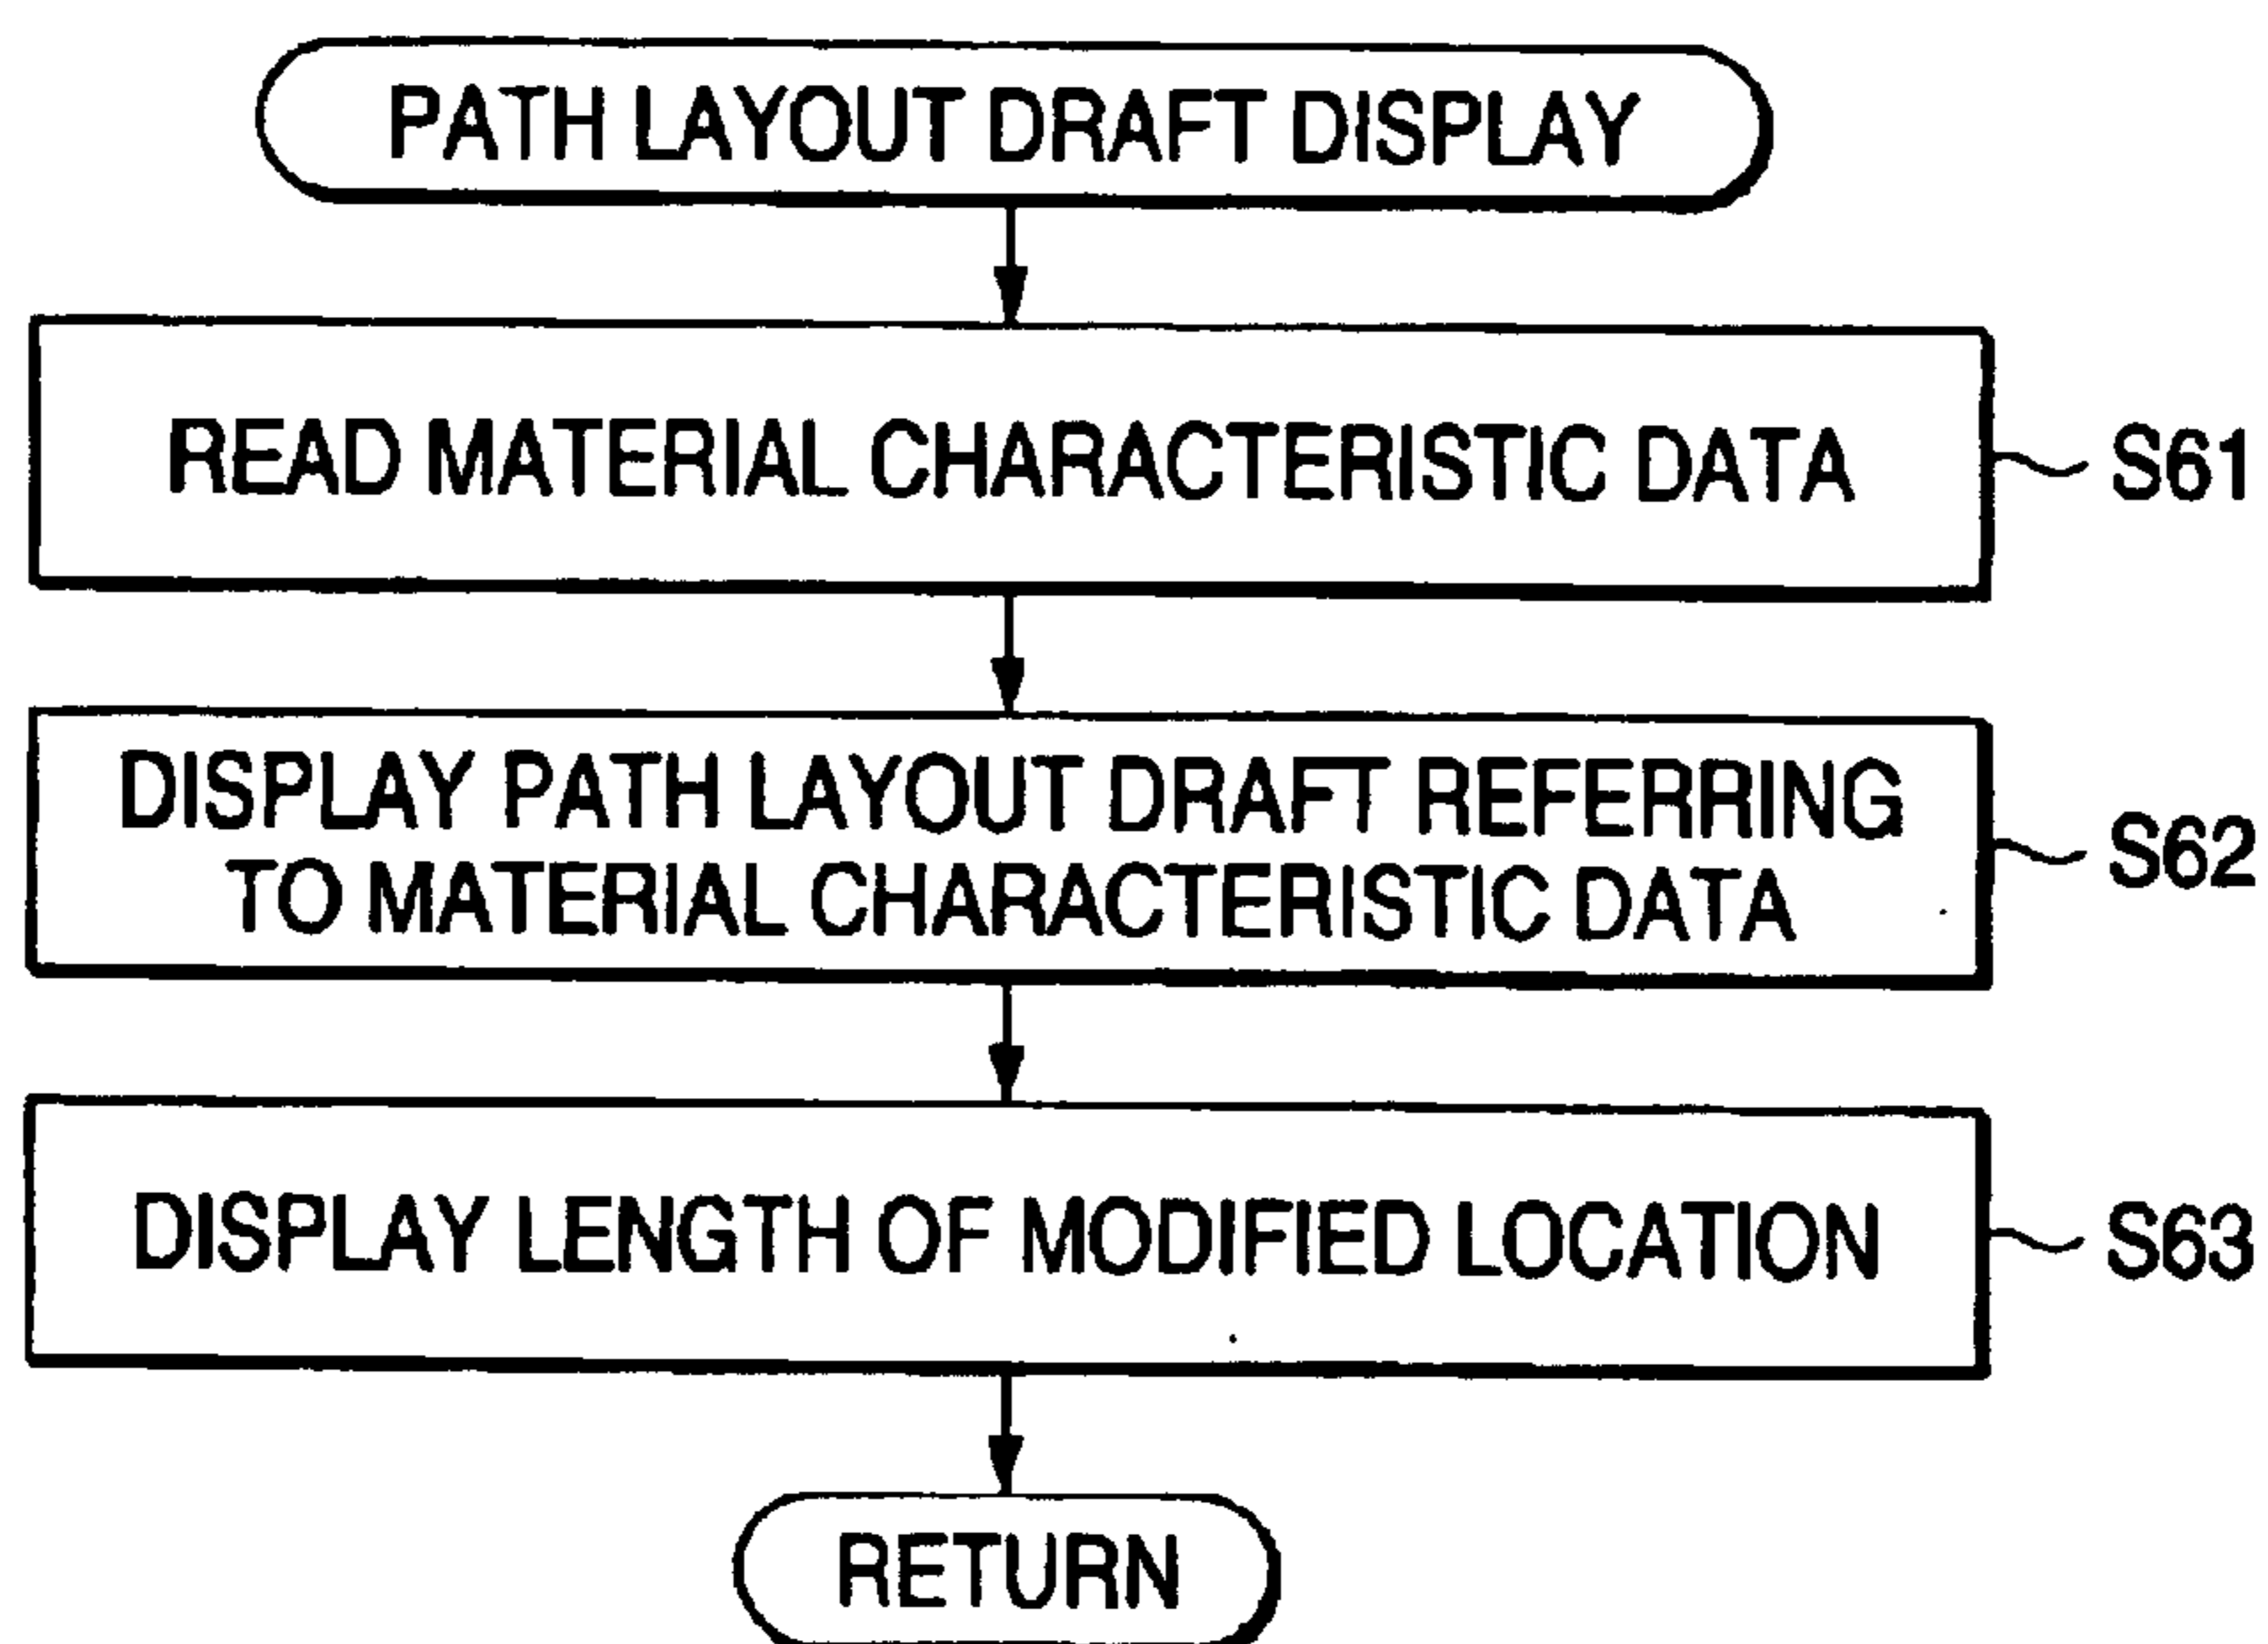 PATH LAYOUT DRAFT DISPLAY
READ MATERIAL CHARACTERISTIC DATA
S61
DISPLAY PATH LAYOUT DRAFT REFERRING
TO MATERIAL CHARACTERISTIC DATA
S62
DISPLAY LENGTH OF MODIFIED LOCATION
S63
RETURN